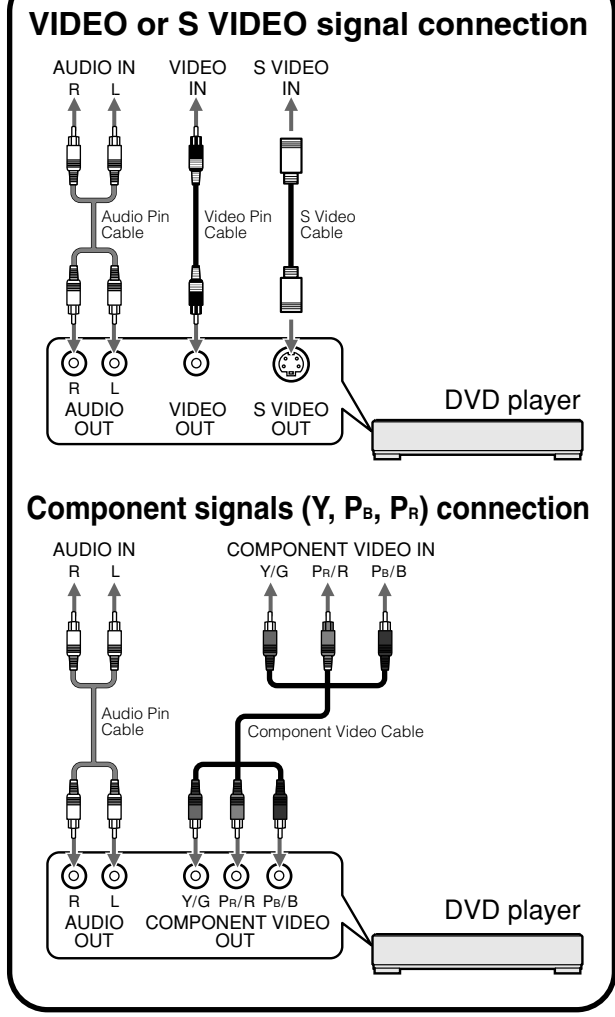 VIDEO or S VIDEO signal connection
AUDIO IN VIDEO IN S VIDEO IN
R L
Audio Pin Cable
Video Pin Cable
S Video Cable
R L
AUDIO OUT VIDEO OUT S VIDEO OUT
DVD player
Component signals (Y, PB, PR) connection
AUDIO IN COMPONENT VIDEO IN
R L Y/G PR/R PB/B
Audio Pin Cable
Component Video Cable
R L Y/G PR/R PB/B
AUDIO OUT COMPONENT VIDEO OUT
DVD player